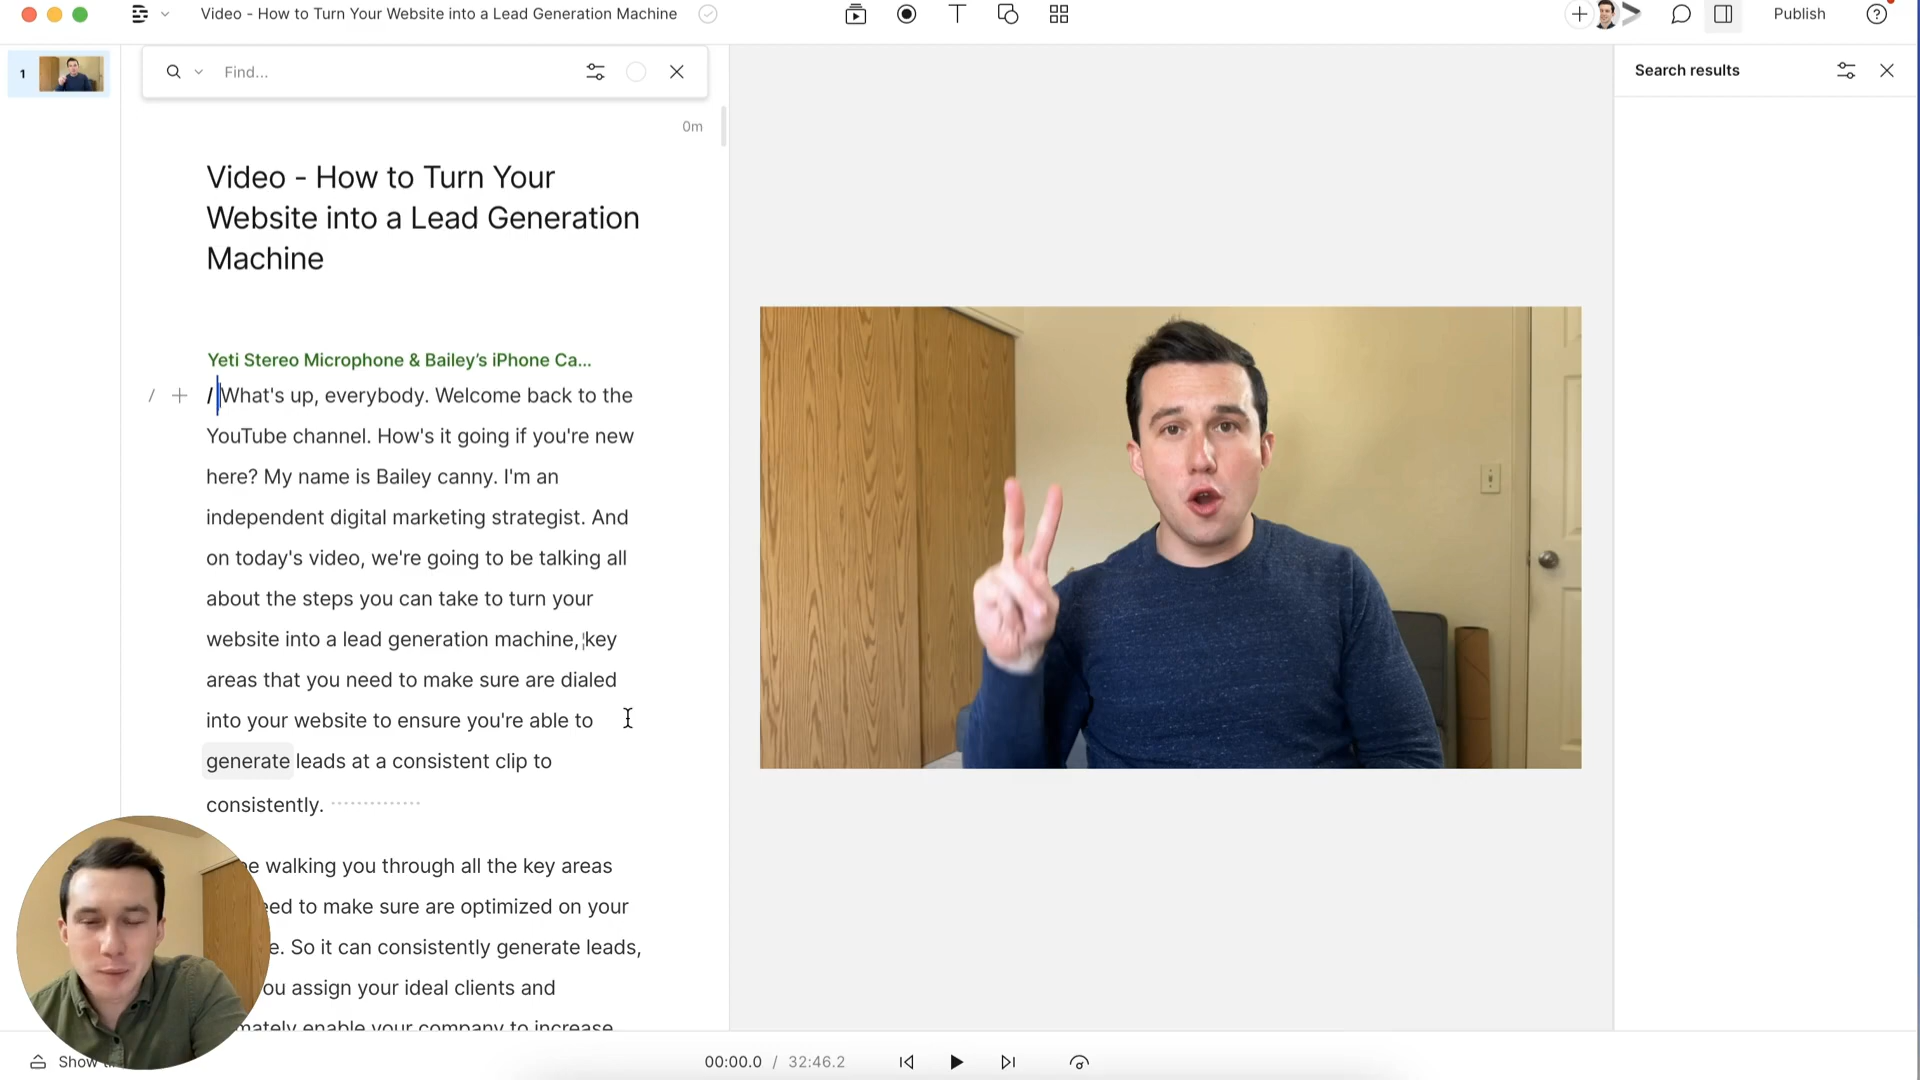 Video - How to Turn Your Website into a Lead Generation Machine
Publish
1
Find...
Search results
0m
Video - How to Turn Your
Website into a Lead Generation
Machine
Yeti Stereo Microphone & Bailey's iPhone Ca...
/ What's up, everybody. Welcome back to the
YouTube channel. How's it going if you're new
here? My name is Bailey canny. I'm an
independent digital marketing strategist. And
on today's video, we're going to be talking all
about the steps you can take to turn your
website into a lead generation machine, key
areas that you need to make sure are dialed
into your website to ensure you're able to
generate leads at a consistent clip to
consistently.
walking you through all the key areas
to make sure are optimized on your
So it can consistently generate leads,
assign your ideal clients and
enable your company to increase
Show
00:00.0 / 32:46.2